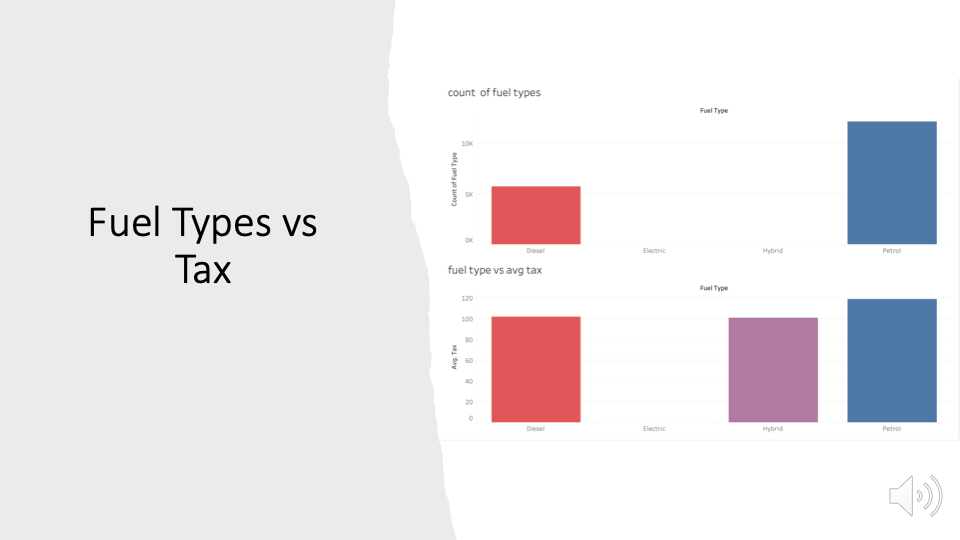 Fuel Types vs
Tax
count of fuel types
Fuel Type
Count of Fuel Type
10K
5K
0K
Diesel
Electric
Hybrid
Petrol
fuel type vs avg tax
Fuel Type
Avg. Tax
120
100
80
60
40
20
0
Diesel
Electric
Hybrid
Petrol